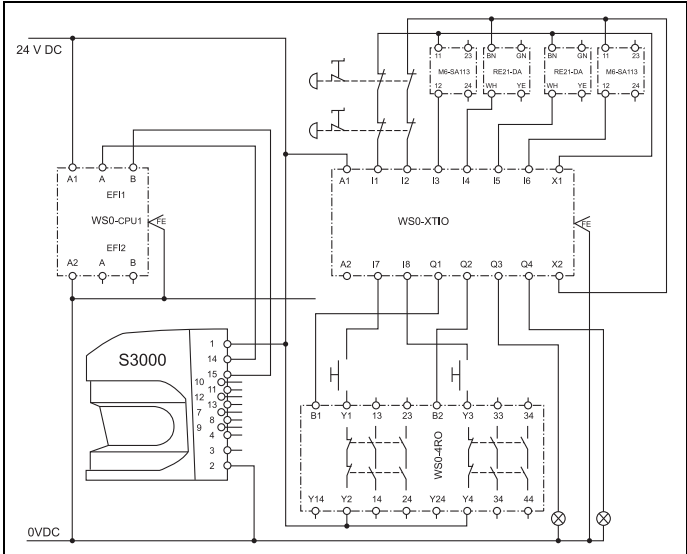 24 V DC
11 23 BN GN BN GN 11 23
M6-SA113 RE21-DA RE21-DA M6-SA113
12 24 WH YE WH YE 12 24
A1 A B
EFI1
WS0-CPU1 FE
EFI2
A2 A B
A1 I1 I2 I3 I4 I5 I6 X1
WS0-XTIO FE
A2 I7 I8 Q1 Q2 Q3 Q4 X2
S3000
1
14
15
10
11
12
13
7
8
9
4
3
2
B1 Y1 13 23 B2 Y3 33 34
WS0-4RO
Y14 Y2 14 24 Y24 Y4 34 44
0VDC